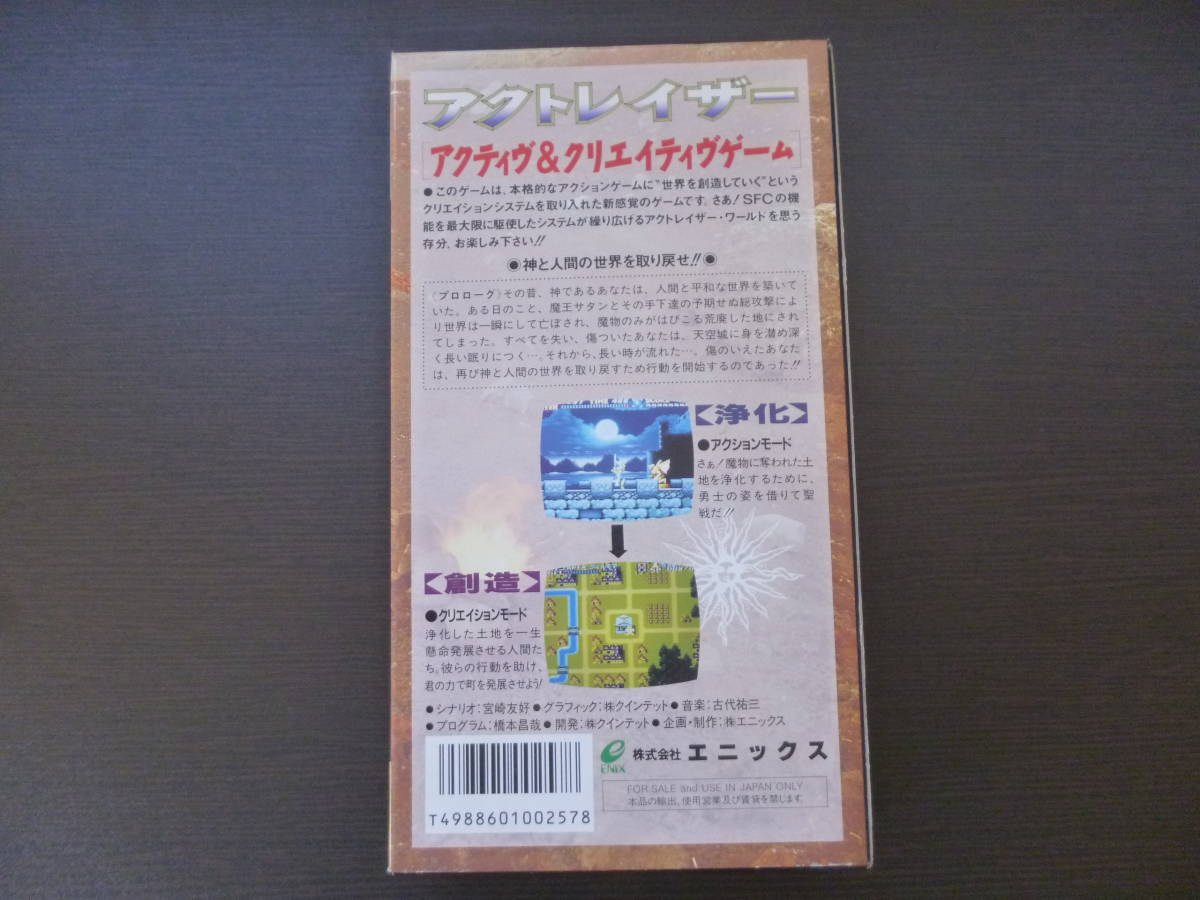 アクトレイザー
アクティヴ&クリエイティヴゲーム
●このゲームは、本格的なアクションゲームに“世界を創造していく”という
クリエイションシステムを取り入れた新感覚のゲームです。さあ！SFCの機
能を最大限に駆使したシステムが繰り広げるアクトレイザー・ワールドを思う
存分、お楽しみ下さい!!
◉神と人間の世界を取り戻せ!!◉
《プロローグ》その昔、神であるあなたは、人間と平和な世界を築いて
いた。ある日のこと、魔王サタンとその手下達の予期せぬ総攻撃によ
り世界は一瞬にして亡ぼされ、魔物のみがはびこる荒廃した地にされ
てしまった。すべてを失い、傷ついたあなたは、天空城に身を潜め深
く長い眠りにつく…。それから、長い時が流れた…。傷のいえたあなた
は、再び神と人間の世界を取り戻すため行動を開始するのであった!!
【浄化】
●アクションモード
さぁ！魔物に奪われた土
地を浄化するために、
勇士の姿を借りて聖
戦だ!!
【創造】
●クリエイションモード
浄化した土地を一生
懸命発展させる人間た
ち。彼らの行動を助け、
君の力で町を発展させよう!
●シナリオ:宮崎友好●グラフィック:㈱クインテット●音楽:古代祐三
●プログラム:橋本昌哉●開発:㈱クインテット●企画・制作:㈱エニックス
ENIX 株式会社 エニックス
FOR SALE and USE IN JAPAN ONLY
本品の輸出、使用営業及び賃貸を禁じます。
T4988601002578